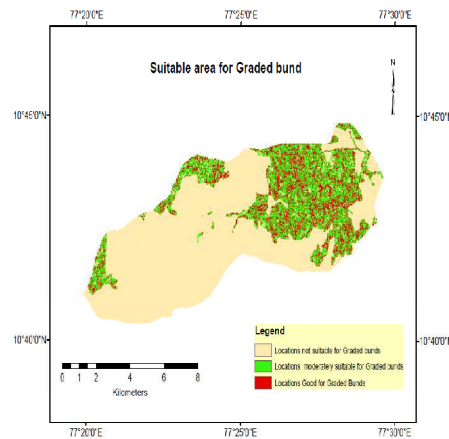 77°20'0"E 77°25'0"E 77°30'0"E
Suitable area for Graded bund
N
10°45'0"N 10°45'0"N
10°40'0"N 10°40'0"N
Legend
Locations not suitable for Graded bunds
Locations moderately suitable for Graded bunds
Locations Good for Graded Bunds
0 1 2 4 6 8
Kilometers
77°20'0"E 77°25'0"E 77°30'0"E